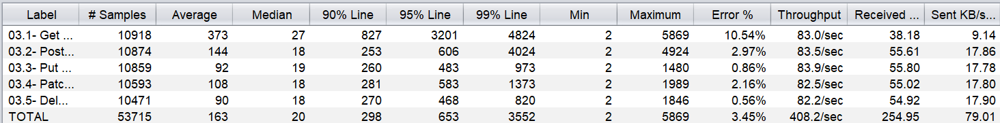 Label # Samples Average Median 90% Line 95% Line 99% Line Min Maximum Error % Throughput Received ... Sent KB/s...
03.1- Get ... 10918 373 27 827 3201 4824 2 5869 10.54% 83.0/sec 38.18 9.14
03.2- Post... 10874 144 18 253 606 4024 2 4924 2.97% 83.5/sec 55.61 17.86
03.3- Put ... 10859 92 19 260 483 973 2 1480 0.86% 83.9/sec 55.80 17.78
03.4- Patc... 10593 108 18 281 583 1373 2 1989 2.16% 82.5/sec 55.02 17.80
03.5- Del... 10471 90 18 270 468 820 2 1846 0.56% 82.2/sec 54.92 17.90
TOTAL 53715 163 20 298 653 3552 2 5869 3.45% 408.2/sec 254.95 79.01